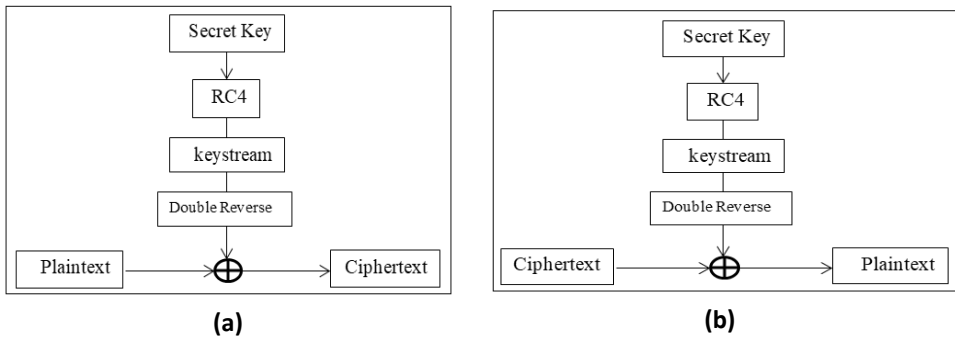 Secret Key
RC4
keystream
Double Reverse
Plaintext
Ciphertext
(a)
Secret Key
RC4
keystream
Double Reverse
Ciphertext
Plaintext
(b)